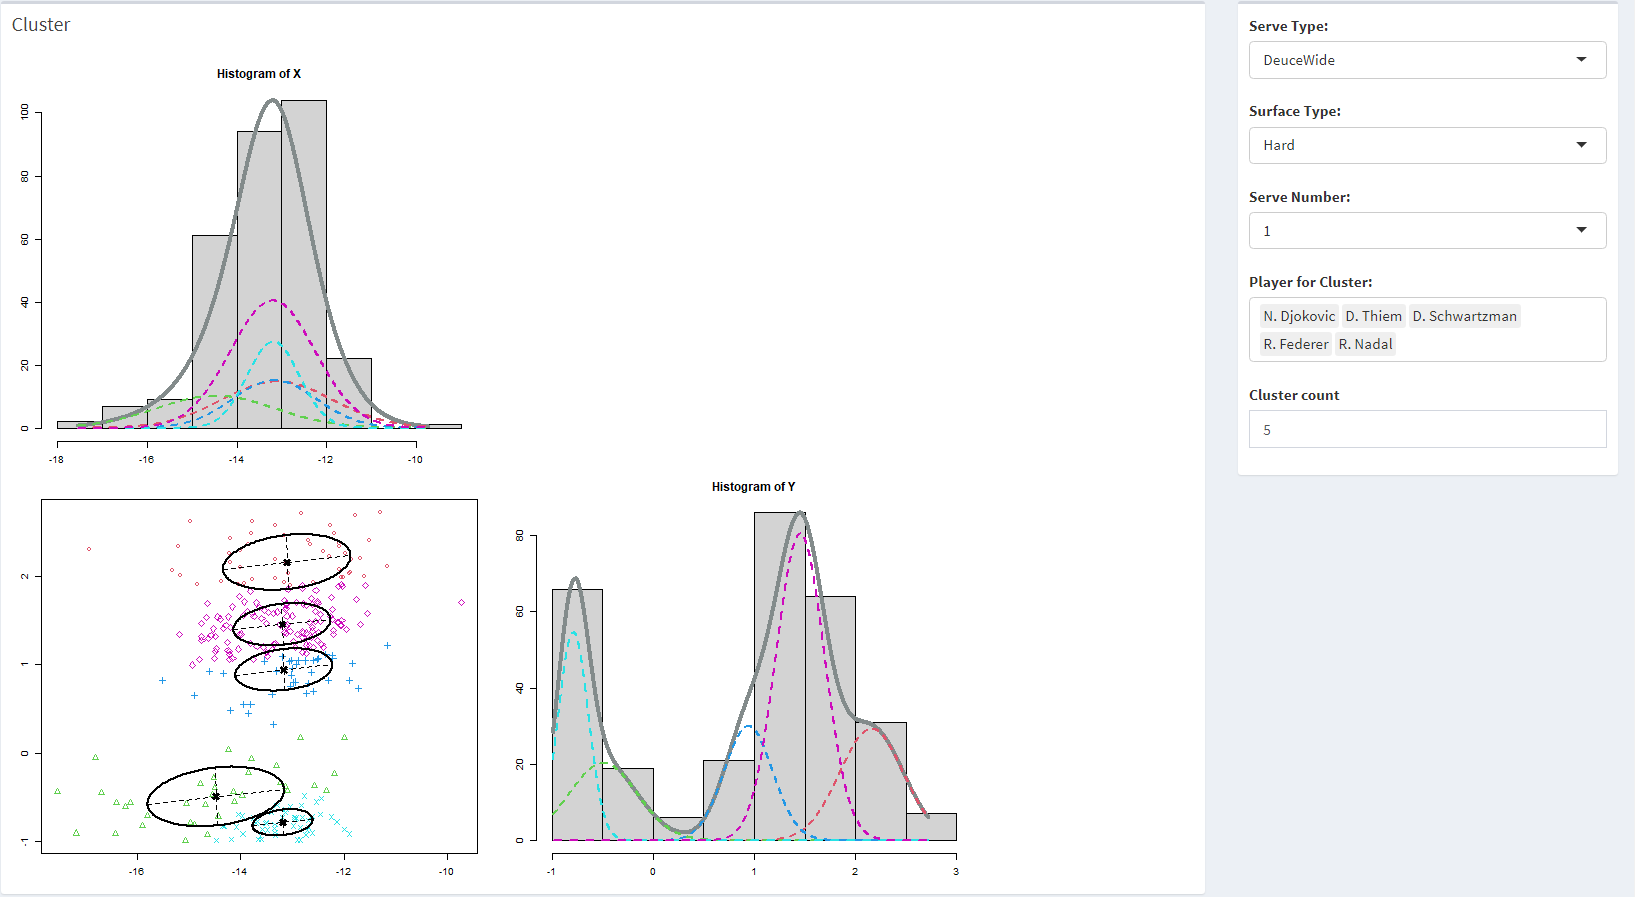 Cluster
Histogram of X
100
80
60
40
20
0
-18 -16 -14 -12 -10
2
1
0
-1
-16 -14 -12 -10
Histogram of Y
80
60
40
20
0
-1 0 1 2 3
Serve Type:
DeuceWide
Surface Type:
Hard
Serve Number:
1
Player for Cluster:
N. Djokovic D. Thiem D. Schwartzman
R. Federer R. Nadal
Cluster count
5